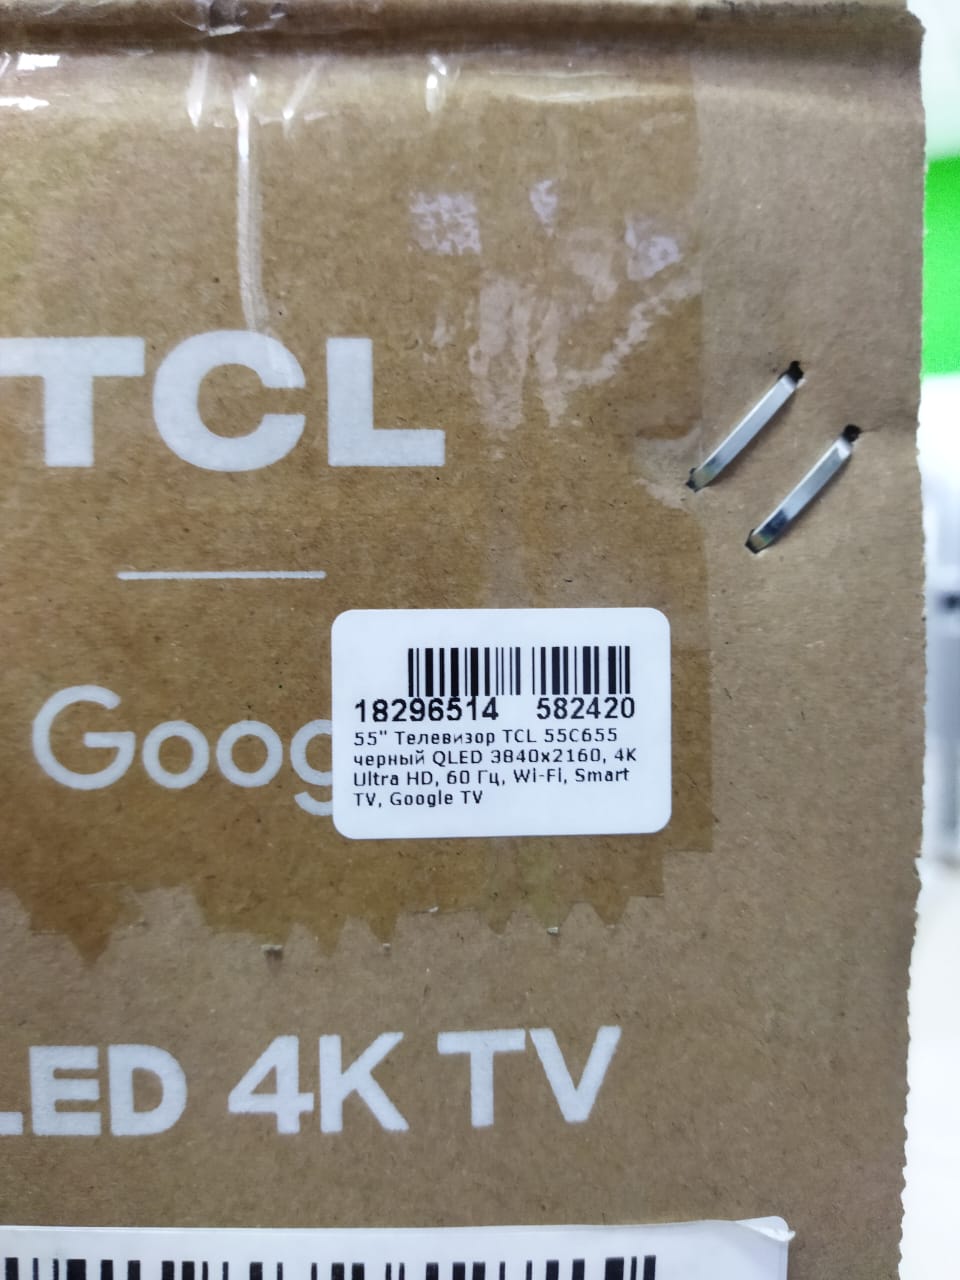 TCL
Goog
18296514 582420
55" Телевизор TCL 55C655
черный QLED 3840x2160, 4K
Ultra HD, 60 Гц, Wi-Fi, Smart
TV, Google TV
LED 4K TV